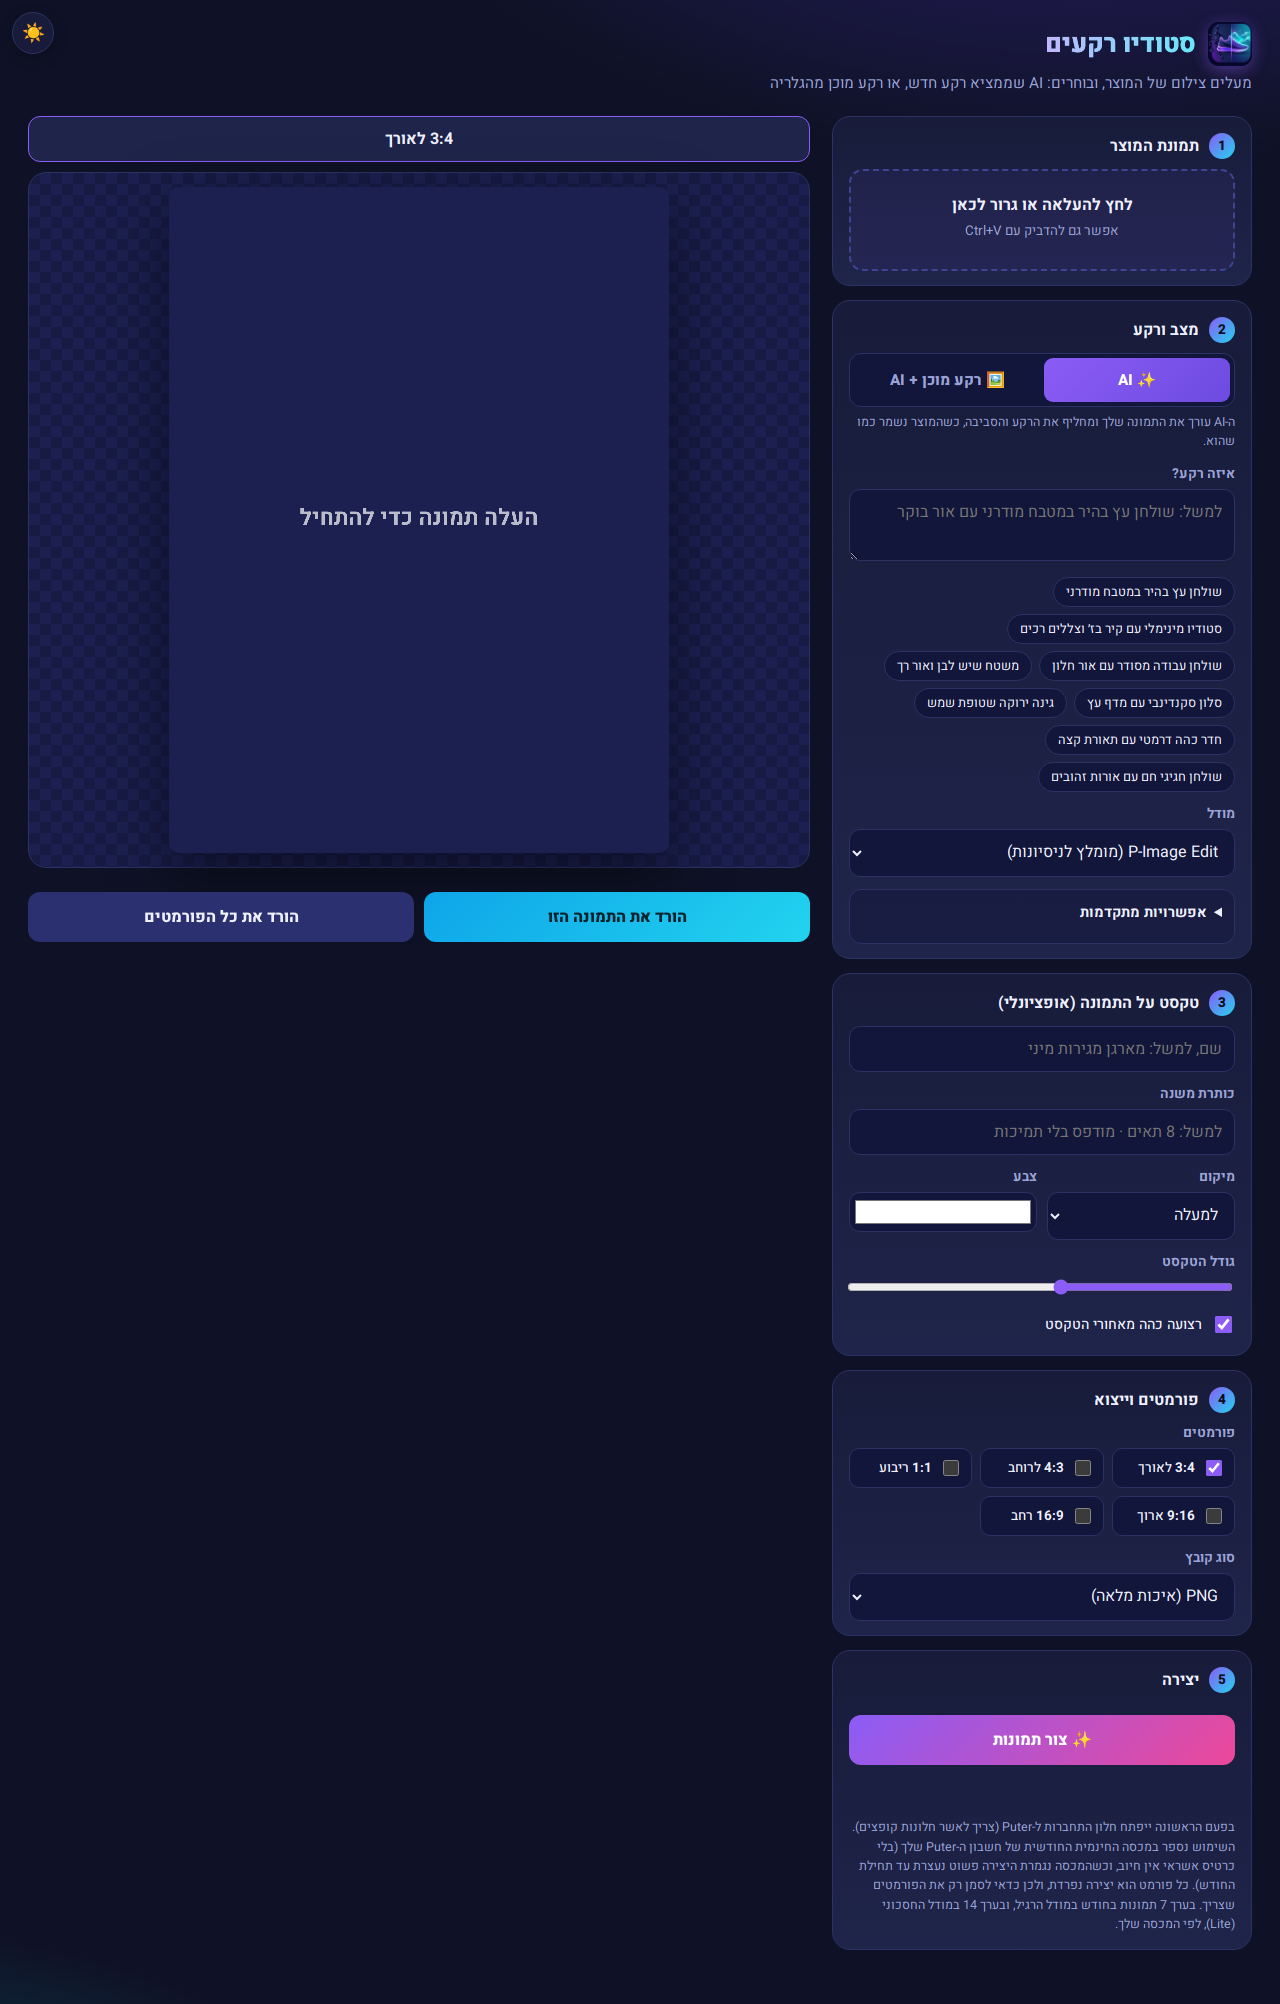 סטודיו רקעים
מעלים צילום של המוצר, ובוחרים: AI שממציא רקע חדש, או רקע מוכן מהגלריה
1 תמונת המוצר
לחץ להעלאה או גרור לכאן
אפשר גם להדביק עם Ctrl+V
2 מצב ורקע
✨ AI
🖼️ רקע מוכן + AI
ה-AI עורך את התמונה שלך ומחליף את הרקע והסביבה, כשהמוצר נשמר כמו
שהוא.
איזה רקע?
למשל: שולחן עץ בהיר במטבח מודרני עם אור בוקר
שולחן עץ בהיר במטבח מודרני
סטודיו מינימלי עם קיר בז' וצללים רכים
שולחן עבודה מסודר עם אור חלון
משטח שיש לבן ואור רך
סלון סקנדינבי עם מדף עץ
גינה ירוקה שטופת שמש
חדר כהה דרמטי עם תאורת קצה
שולחן חגיגי חם עם אורות זהובים
מודל
P-Image Edit (מומלץ לניסיונות)
אפשרויות מתקדמות
3 טקסט על התמונה (אופציונלי)
שם, למשל: מארגן מגירות מיני
כותרת משנה
למשל: 8 תאים · מודפס בלי תמיכות
מיקום
צבע
למעלה
גודל הטקסט
רצועה כהה מאחורי הטקסט
4 פורמטים וייצוא
פורמטים
3:4 לאורך
4:3 לרוחב
1:1 ריבוע
9:16 ארוך
16:9 רחב
סוג קובץ
PNG (איכות מלאה)
5 יצירה
✨ צור תמונות
בפעם הראשונה ייפתח חלון התחברות ל-Puter (צריך לאשר חלונות קופצים).
השימוש נספר במכסה החינמית החודשית של חשבון ה-Puter שלך (בלי
כרטיס אשראי אין חיוב, וכשהמכסה נגמרת היצירה פשוט נעצרת עד תחילת
החודש). כל פורמט הוא יצירה נפרדת, ולכן כדאי לסמן רק את הפורמטים
שצריך. בערך 7 תמונות בחודש במודל הרגיל, ובערך 14 במודל החסכוני
(Lite), לפי המכסה שלך.
3:4 לאורך
העלה תמונה כדי להתחיל
הורד את התמונה הזו
הורד את כל הפורמטים